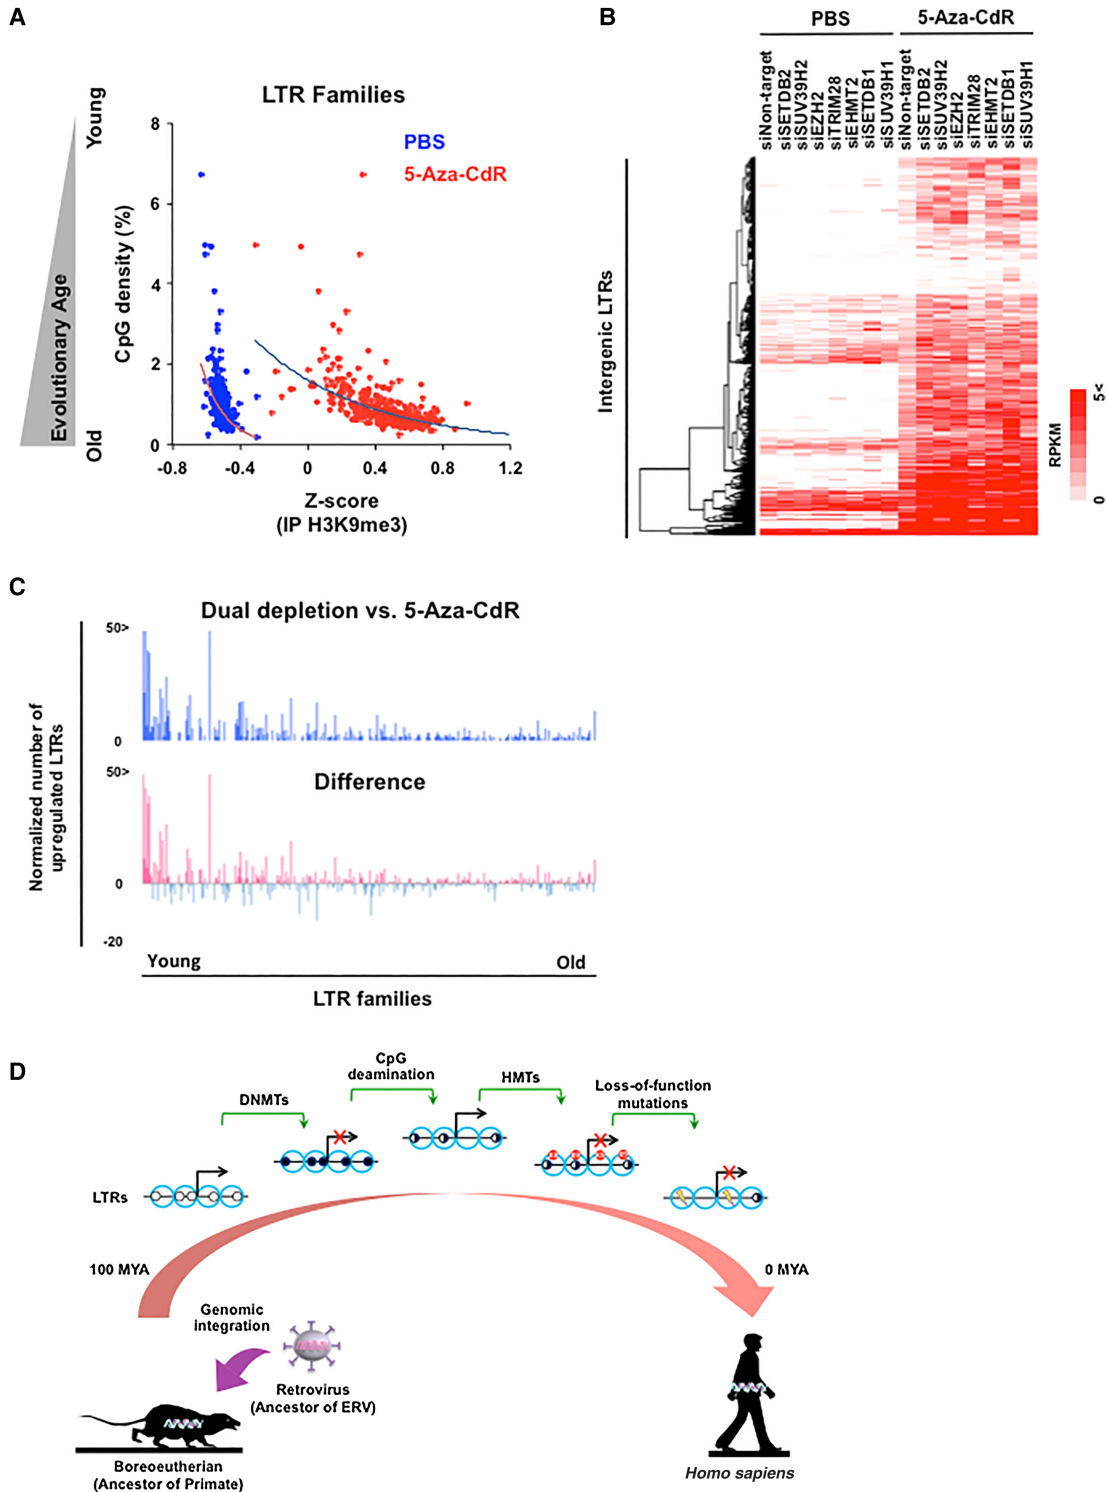 A
LTR Families
PBS
5-Aza-CdR
Young
Evolutionary Age
Old
CpG density (%)
8
6
4
2
0
-0.8
-0.4
0
0.4
0.8
1.2
Z-score
(IP H3K9me3)
B
PBS
5-Aza-CdR
siNon-target
siSETDB2
siSUV39H2
siEZH2
siTRIM28
siEHMT2
siSETDB1
siSUV39H1
siNon-target
siSETDB2
siSUV39H2
siEZH2
siTRIM28
siEHMT2
siSETDB1
siSUV39H1
Intergenic LTRs
RPKM
5<
0
C
Dual depletion vs. 5-Aza-CdR
50>
0
Difference
50>
0
-20
Normalized number of
upregulated LTRs
Young
Old
LTR families
D
DNMTs
CpG
deamination
HMTs
Loss-of-function
mutations
LTRs
100 MYA
0 MYA
Genomic
integration
Retrovirus
(Ancestor of ERV)
Boreoeutherian
(Ancestor of Primate)
Homo sapiens